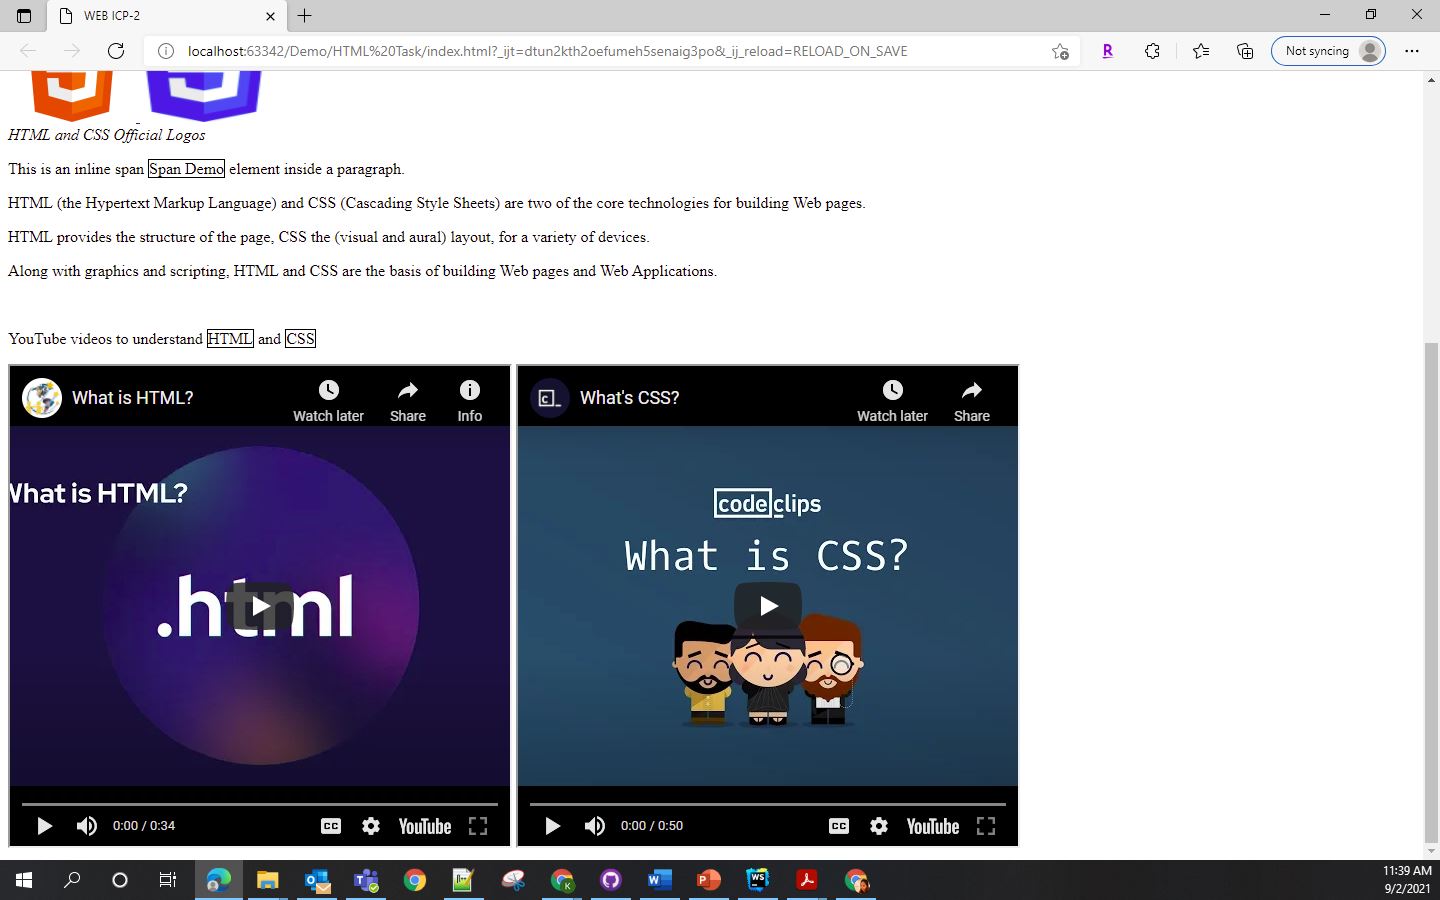 WEB ICP-2
localhost:63342/Demo/HTML%20Task/index.html?_ijt=dtun2kth2oefumeh5senaig3po&_ij_reload=RELOAD_ON_SAVE
R
Not syncing
HTML and CSS Official Logos
This is an inline span Span Demo element inside a paragraph.
HTML (the Hypertext Markup Language) and CSS (Cascading Style Sheets) are two of the core technologies for building Web pages.
HTML provides the structure of the page, CSS the (visual and aural) layout, for a variety of devices.
Along with graphics and scripting, HTML and CSS are the basis of building Web pages and Web Applications.
YouTube videos to understand HTML and CSS
What is HTML?
Watch later
Share
Info
What is HTML?
.html
0:00 / 0:34
CC
YouTube
What's CSS?
Watch later
Share
codeclips
What is CSS?
0:00 / 0:50
CC
YouTube
11:39 AM
9/2/2021